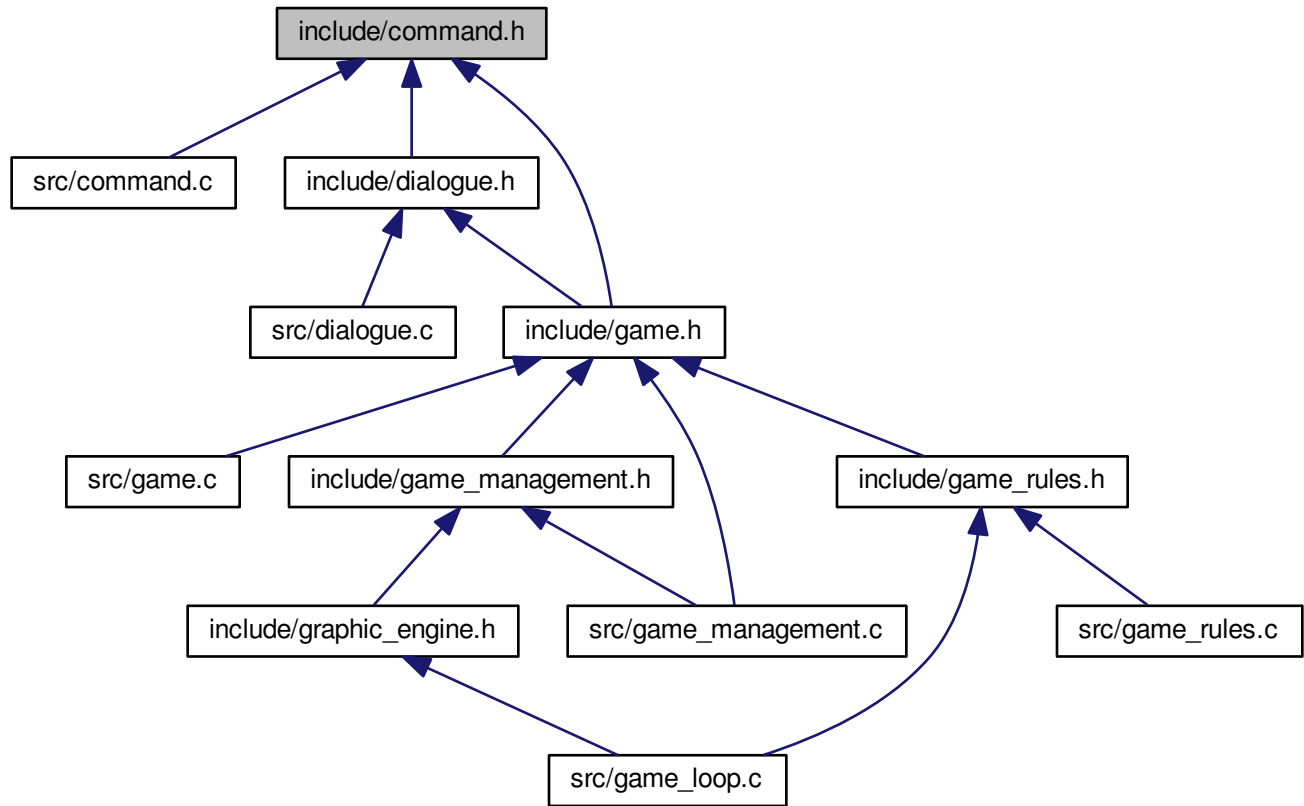 include/command.h
src/command.c
include/dialogue.h
src/dialogue.c
include/game.h
src/game.c
include/game_management.h
include/game_rules.h
include/graphic_engine.h
src/game_management.c
src/game_rules.c
src/game_loop.c